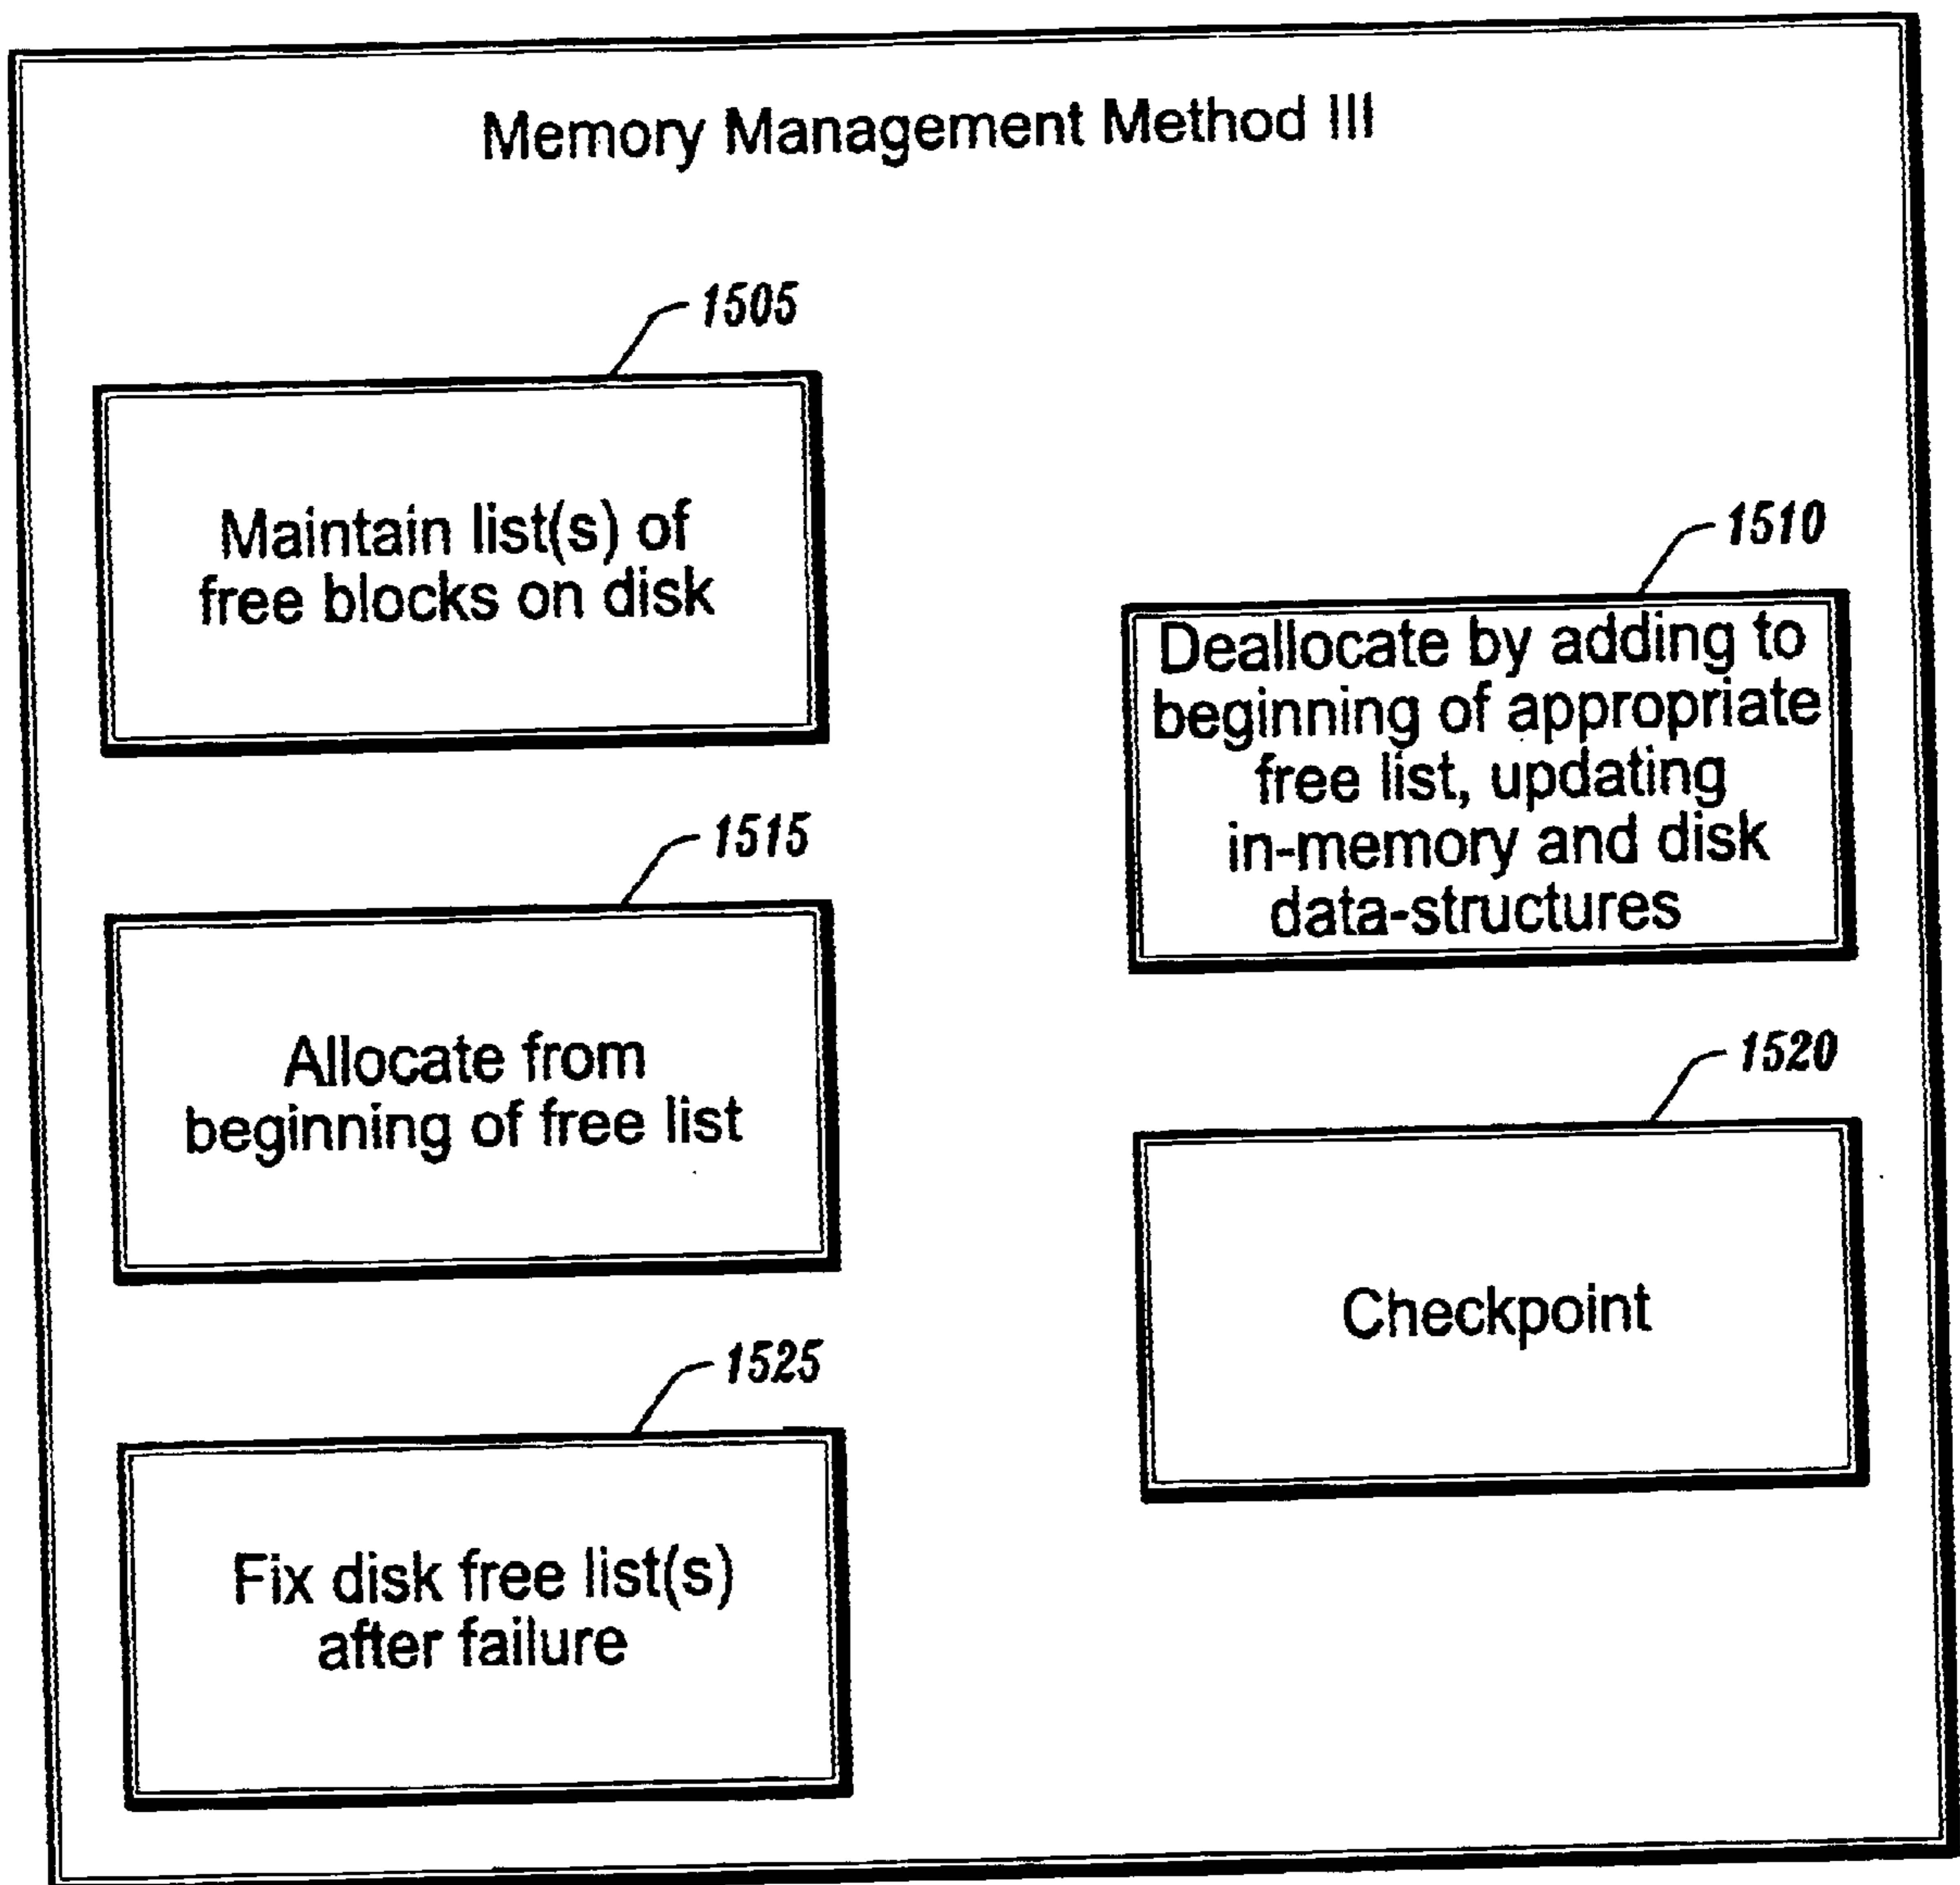 Memory Management Method III
1505
Maintain list(s) of
free blocks on disk
1510
Deallocate by adding to
beginning of appropriate
free list, updating
in-memory and disk
data-structures
1515
Allocate from
beginning of free list
1520
Checkpoint
1525
Fix disk free list(s)
after failure